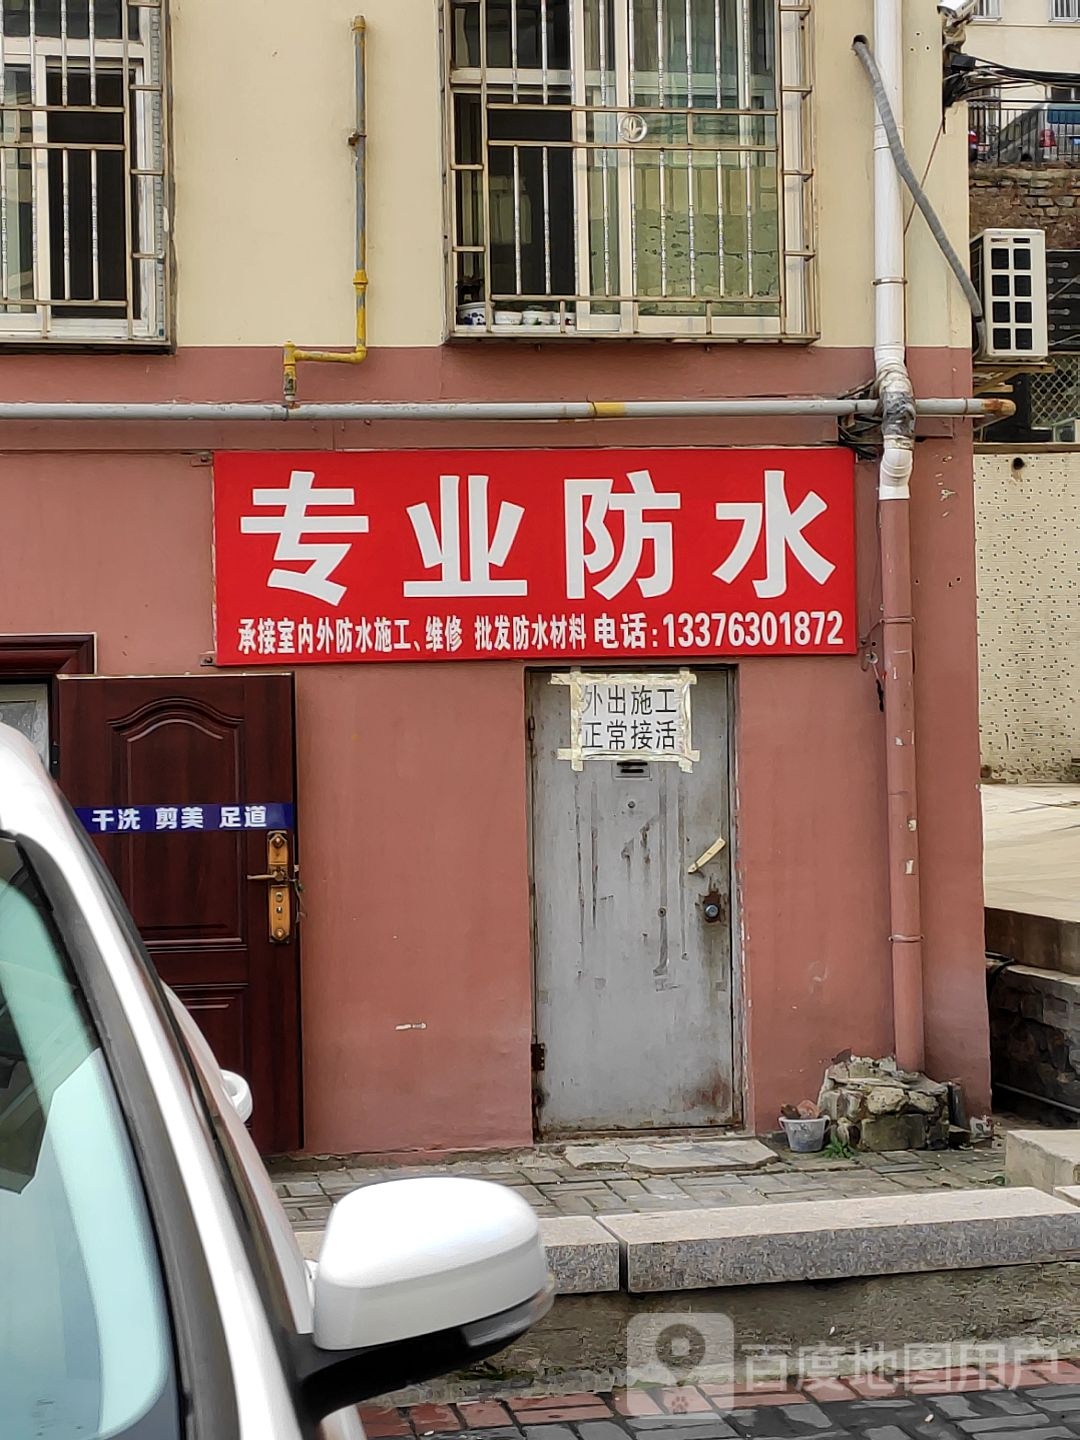 专业防水
承接室内外防水施工、维修 批发防水材料 电话:13376301872
外出施工
正常接活
干洗 剪美 足道
百度地图用户